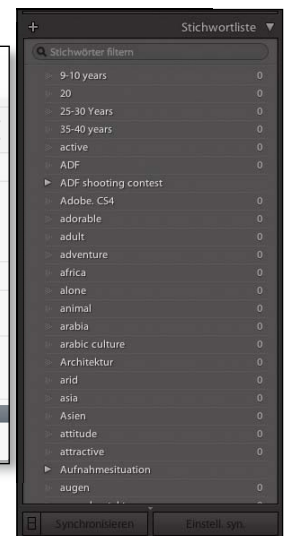 + Stichwortliste
Stichwörter filtern
9-10 years 0
20 0
25-30 Years 0
35-40 years 0
active 0
ADF 0
ADF shooting contest
Adobe. CS4 0
adorable 0
adult 0
adventure 0
africa 0
alone 0
animal 0
arabia 0
arabic culture 0
Architektur 0
arid 0
asia 0
Asien 0
attitude 0
attractive 0
Aufnahmesituation
augen 0
Synchronisieren Einstell. syn.